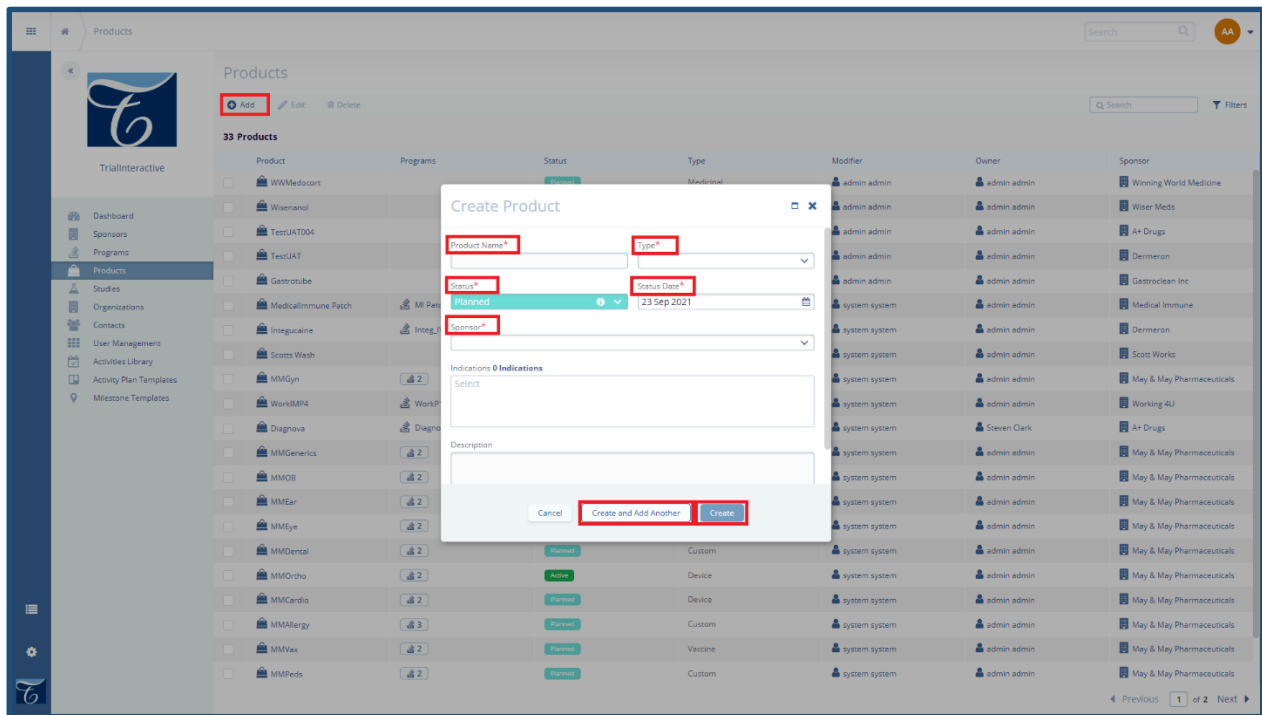 Products
Search
AA
Products
Add Edit Delete
Search Filters
33 Products
TrialInteractive
Dashboard
Sponsors
Programs
Products
Studies
Organizations
Contacts
User Management
Activities Library
Activity Plan Templates
Milestone Templates
Product Programs Status Type Modifier Owner Sponsor
WWMedocort Planned Medicinal admin admin admin admin Winning World Medicine
Wisenanol admin admin admin admin Wiser Meds
TestUAT004 admin admin admin admin A+ Drugs
TestUAT admin admin admin admin Dermeron
Gastrotube admin admin admin admin Gastroclean Inc
MedicalImmune Patch MI Patc system system admin admin Medical Immune
Integucaine Integ_ system system admin admin Dermeron
Scotts Wash system system admin admin Scott Works
MMGyn 2 system system admin admin May & May Pharmaceuticals
WorkIMP4 WorkP system system admin admin Working 4U
Diagnova Diagno system system Steven Clark A+ Drugs
MMGenerics 2 system system admin admin May & May Pharmaceuticals
MMOB 2 system system admin admin May & May Pharmaceuticals
MMEar 2 system system admin admin May & May Pharmaceuticals
MMEye 2 system system admin admin May & May Pharmaceuticals
MMDental 2 Planned Custom system system admin admin May & May Pharmaceuticals
MMOrtho 2 Active Device system system admin admin May & May Pharmaceuticals
MMCardio 2 Planned Device system system admin admin May & May Pharmaceuticals
MMAllergy 3 Planned Custom system system admin admin May & May Pharmaceuticals
MMVax 2 Planned Vaccine system system admin admin May & May Pharmaceuticals
MMPeds 2 Planned Custom system system admin admin May & May Pharmaceuticals
Previous 1 of 2 Next
Create Product
Product Name* Type*
Status* Status Date*
Planned 23 Sep 2021
Sponsor*
Indications 0 Indications
Select
Description
Cancel Create and Add Another Create